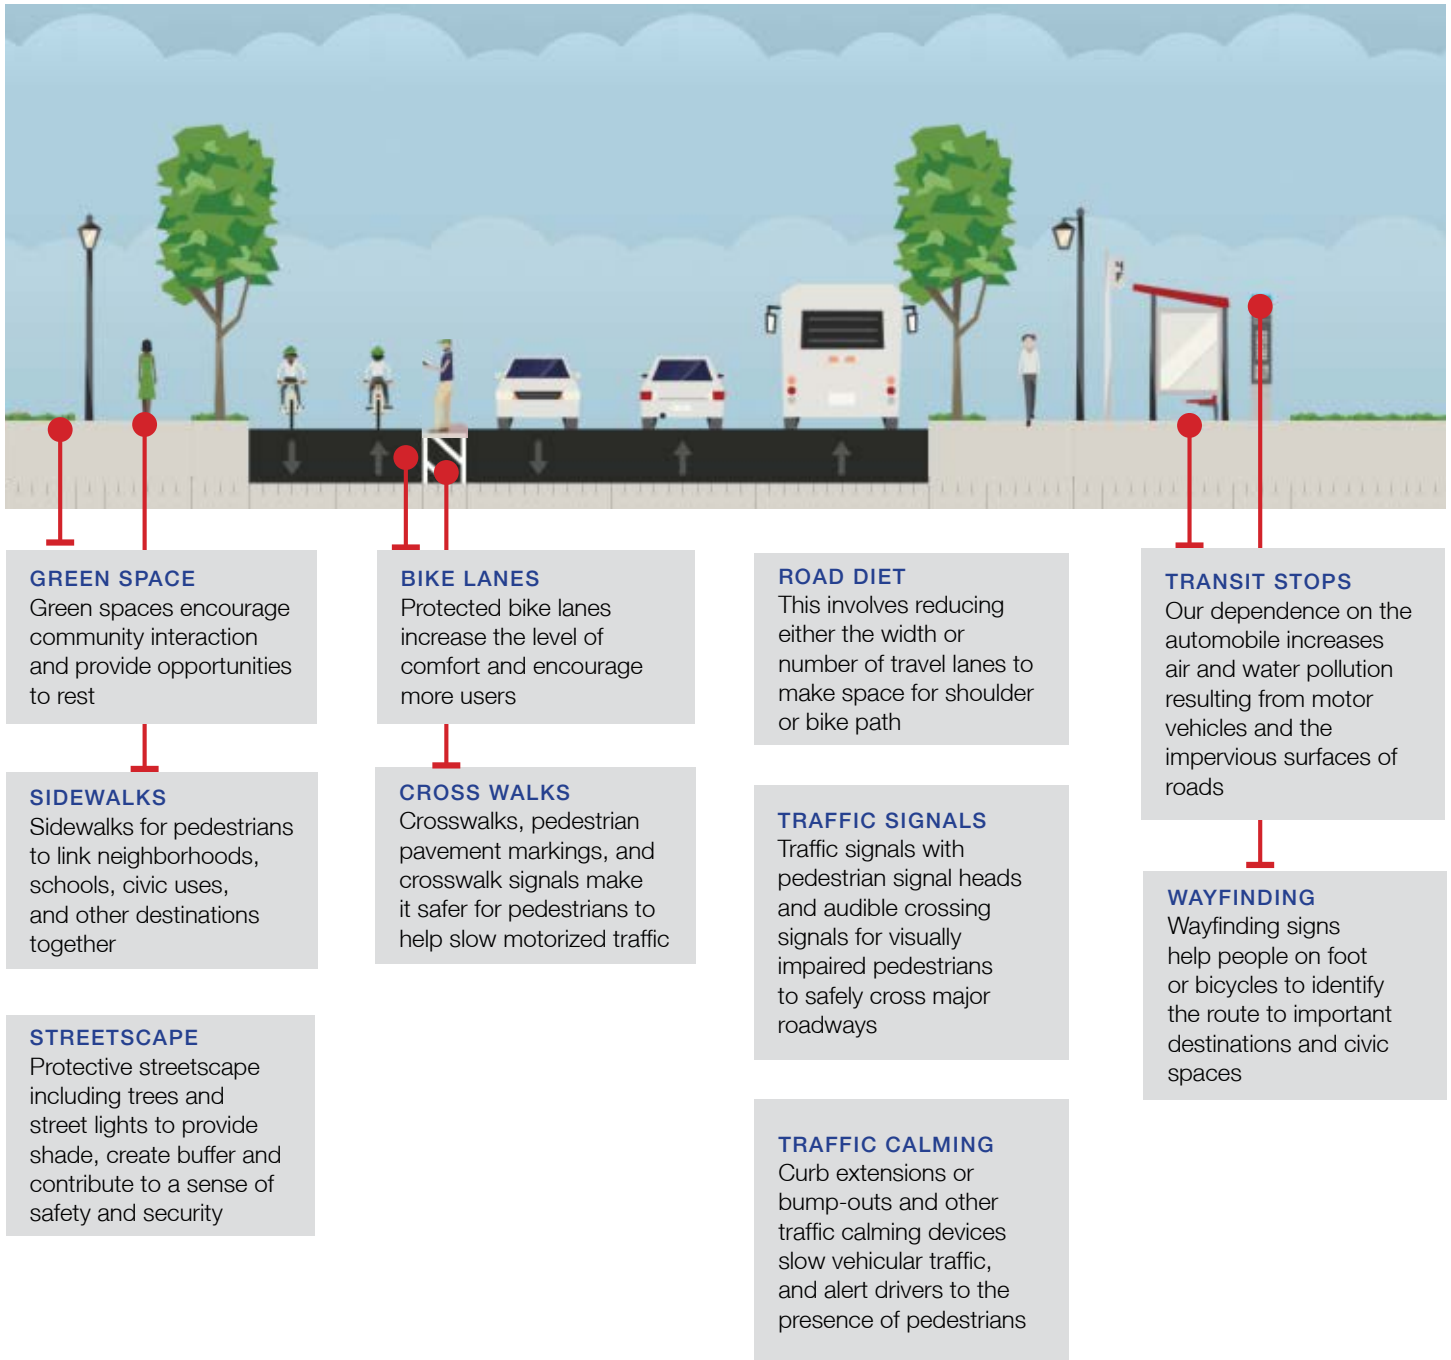 GREEN SPACE
Green spaces encourage
community interaction
and provide opportunities
to rest
SIDEWALKS
Sidewalks for pedestrians
to link neighborhoods,
schools, civic uses,
and other destinations
together
STREETSCAPE
Protective streetscape
including trees and
street lights to provide
shade, create buffer and
contribute to a sense of
safety and security
BIKE LANES
Protected bike lanes
increase the level of
comfort and encourage
more users
CROSS WALKS
Crosswalks, pedestrian
pavement markings, and
crosswalk signals make
it safer for pedestrians to
help slow motorized traffic
ROAD DIET
This involves reducing
either the width or
number of travel lanes to
make space for shoulder
or bike path
TRAFFIC SIGNALS
Traffic signals with
pedestrian signal heads
and audible crossing
signals for visually
impaired pedestrians
to safely cross major
roadways
TRAFFIC CALMING
Curb extensions or
bump-outs and other
traffic calming devices
slow vehicular traffic,
and alert drivers to the
presence of pedestrians
TRANSIT STOPS
Our dependence on the
automobile increases
air and water pollution
resulting from motor
vehicles and the
impervious surfaces of
roads
WAYFINDING
Wayfinding signs
help people on foot
or bicycles to identify
the route to important
destinations and civic
spaces